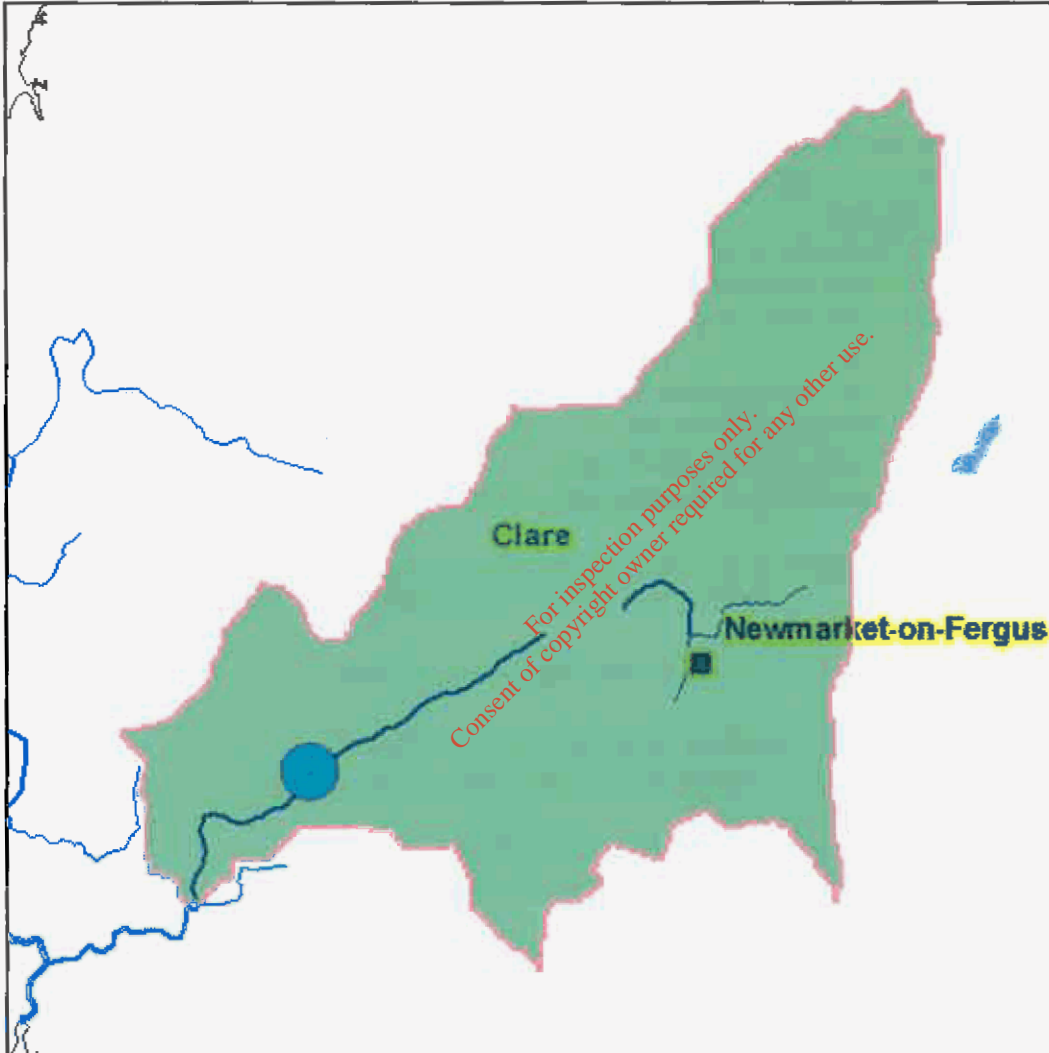 Clare
For inspection purposes only.
Consent of copyright owner required for any other use.
Newmarket-on-Fergus